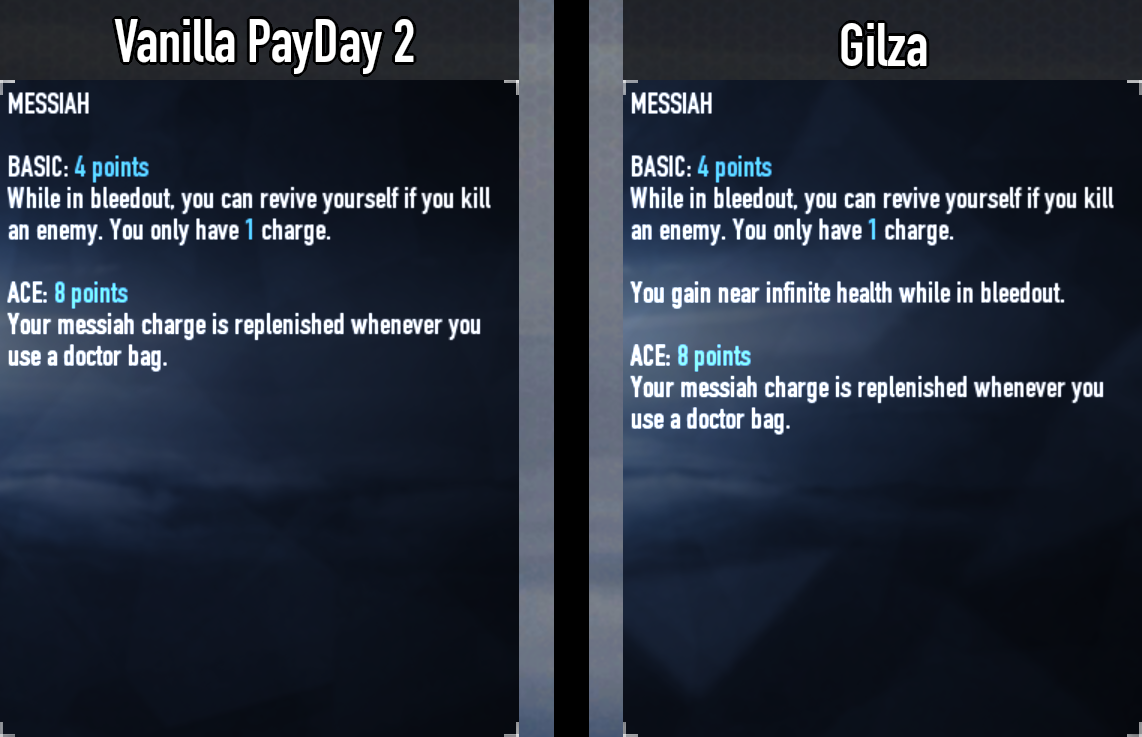 Vanilla PayDay 2
MESSIAH
BASIC: 4 points
While in bleedout, you can revive yourself if you kill
an enemy. You only have 1 charge.
ACE: 8 points
Your messiah charge is replenished whenever you
use a doctor bag.
Gilza
MESSIAH
BASIC: 4 points
While in bleedout, you can revive yourself if you kill
an enemy. You only have 1 charge.
You gain near infinite health while in bleedout.
ACE: 8 points
Your messiah charge is replenished whenever you
use a doctor bag.